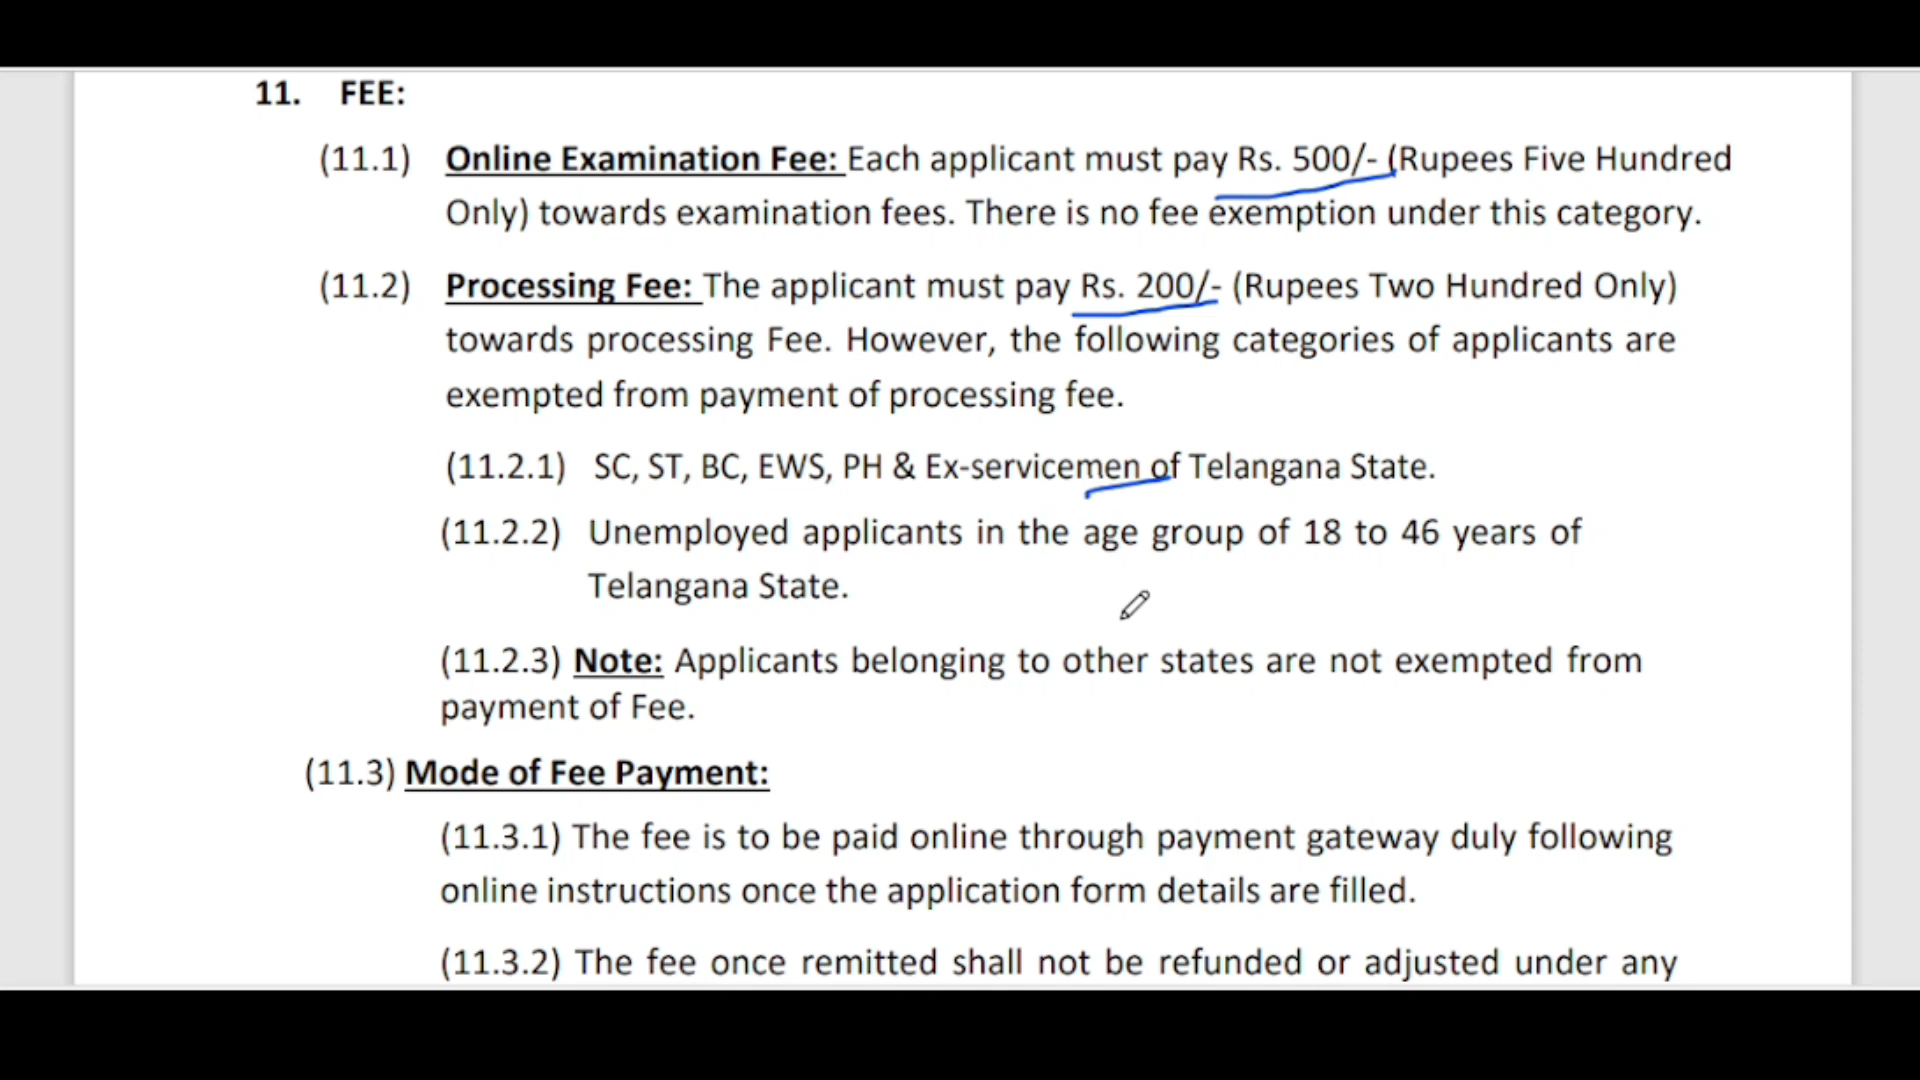 11. FEE:
(11.1) Online Examination Fee: Each applicant must pay Rs. 500/- (Rupees Five Hundred
Only) towards examination fees. There is no fee exemption under this category.
(11.2) Processing Fee: The applicant must pay Rs. 200/- (Rupees Two Hundred Only)
towards processing Fee. However, the following categories of applicants are
exempted from payment of processing fee.
(11.2.1) SC, ST, BC, EWS, PH & Ex-servicemen of Telangana State.
(11.2.2) Unemployed applicants in the age group of 18 to 46 years of
Telangana State.
(11.2.3) Note: Applicants belonging to other states are not exempted from
payment of Fee.
(11.3) Mode of Fee Payment:
(11.3.1) The fee is to be paid online through payment gateway duly following
online instructions once the application form details are filled.
(11.3.2) The fee once remitted shall not be refunded or adjusted under any